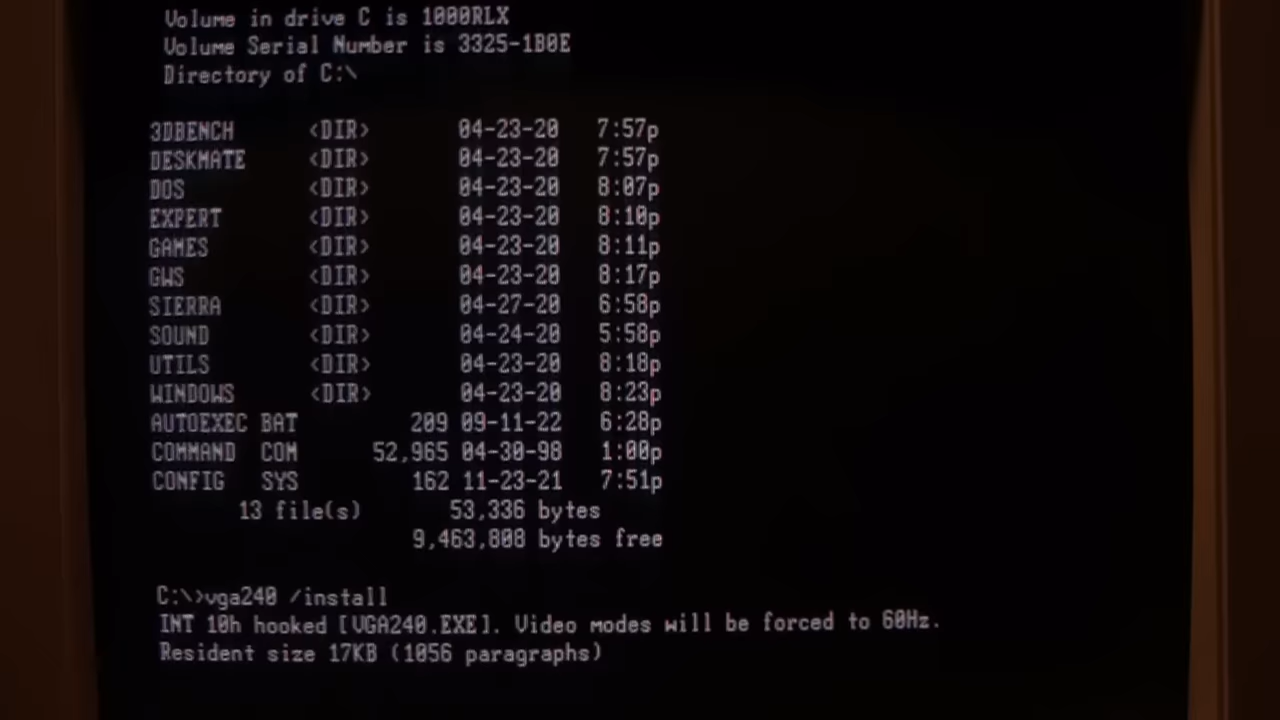 Volume in drive C is 1000RLX
Volume Serial Number is 3325-1B0E
Directory of C:\
3DBENCH <DIR> 04-23-20 7:57p
DESKMATE <DIR> 04-23-20 7:57p
DOS <DIR> 04-23-20 8:07p
EXPERT <DIR> 04-23-20 8:10p
GAMES <DIR> 04-23-20 8:11p
GWS <DIR> 04-23-20 8:17p
SIERRA <DIR> 04-27-20 6:58p
SOUND <DIR> 04-24-20 5:58p
UTILS <DIR> 04-23-20 8:18p
WINDOWS <DIR> 04-23-20 8:23p
AUTOEXEC BAT 209 09-11-22 6:28p
COMMAND COM 52,965 04-30-98 1:00p
CONFIG SYS 162 11-23-21 7:51p
13 file(s) 53,336 bytes
9,463,808 bytes free
C:\>vga240 /install
INT 10h hooked [VGA240.EXE]. Video modes will be forced to 60Hz.
Resident size 17KB (1056 paragraphs)